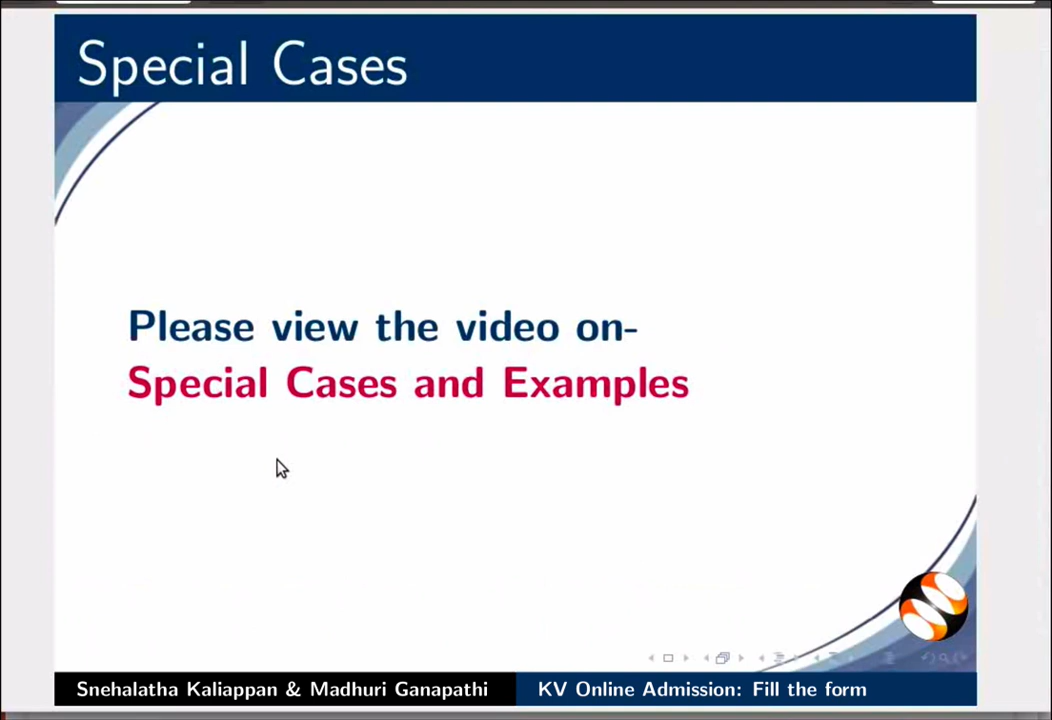 Special Cases
Please view the video on-
Special Cases and Examples
Snehalatha Kaliappan & Madhuri Ganapathi
KV Online Admission: Fill the form